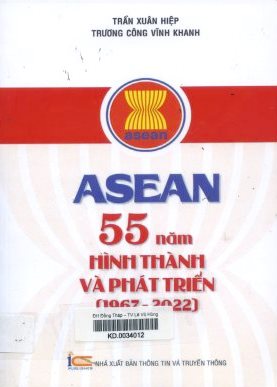 TRẦN XUÂN HIỆP
TRƯƠNG CÔNG VĨNH KHANH
asean
ASEAN
55 năm
HÌNH THÀNH
VÀ PHÁT TRIỂN
(1967-2022)
ĐH Đồng Tháp - TV Lê Vũ Hùng
KD.0034012
PUBLISHER
NHÀ XUẤT BẢN THÔNG TIN VÀ TRUYỀN THÔNG